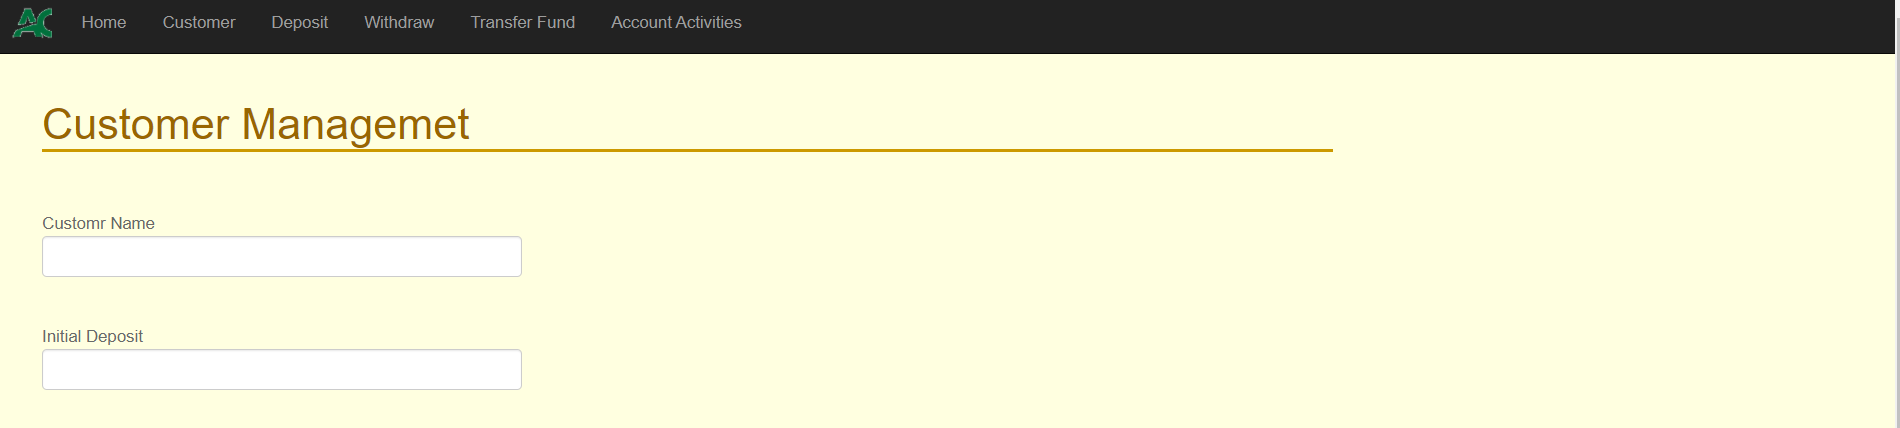 AC Home Customer Deposit Withdraw Transfer Fund Account Activities
Customer Managemet
Customr Name
Initial Deposit